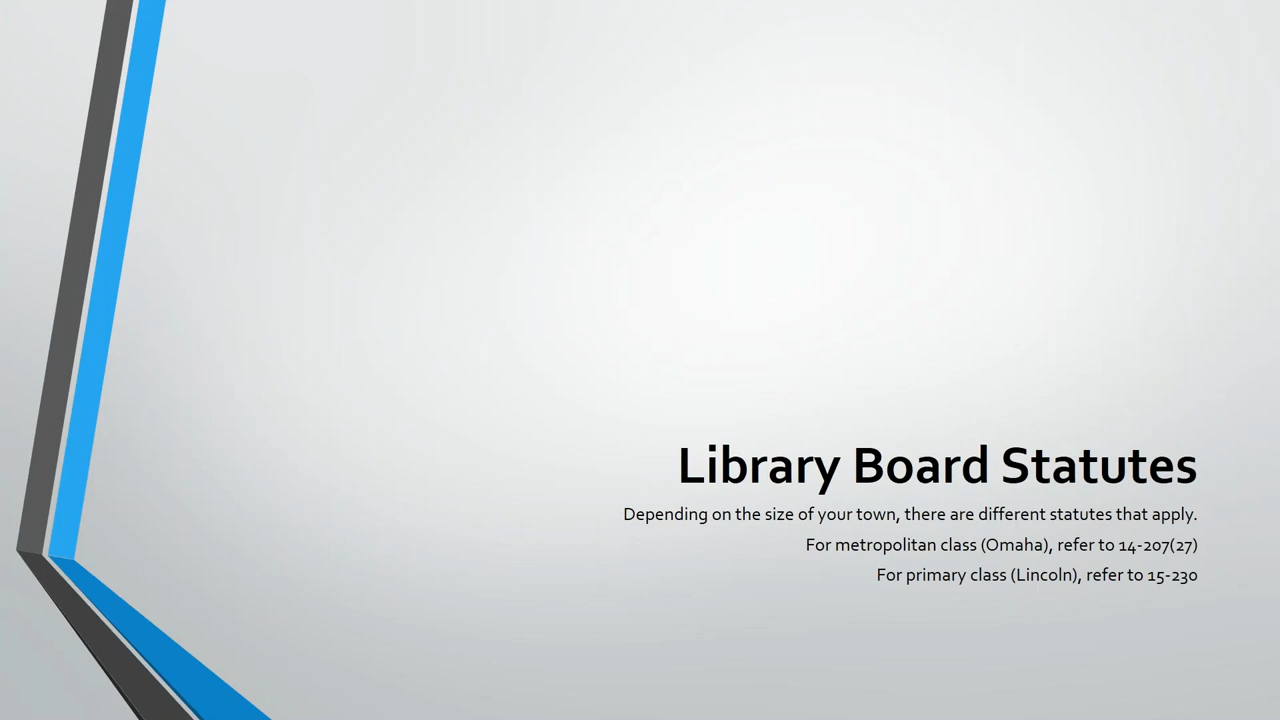 Library Board Statutes
Depending on the size of your town, there are different statutes that apply.
For metropolitan class (Omaha), refer to 14-207(27)
For primary class (Lincoln), refer to 15-230